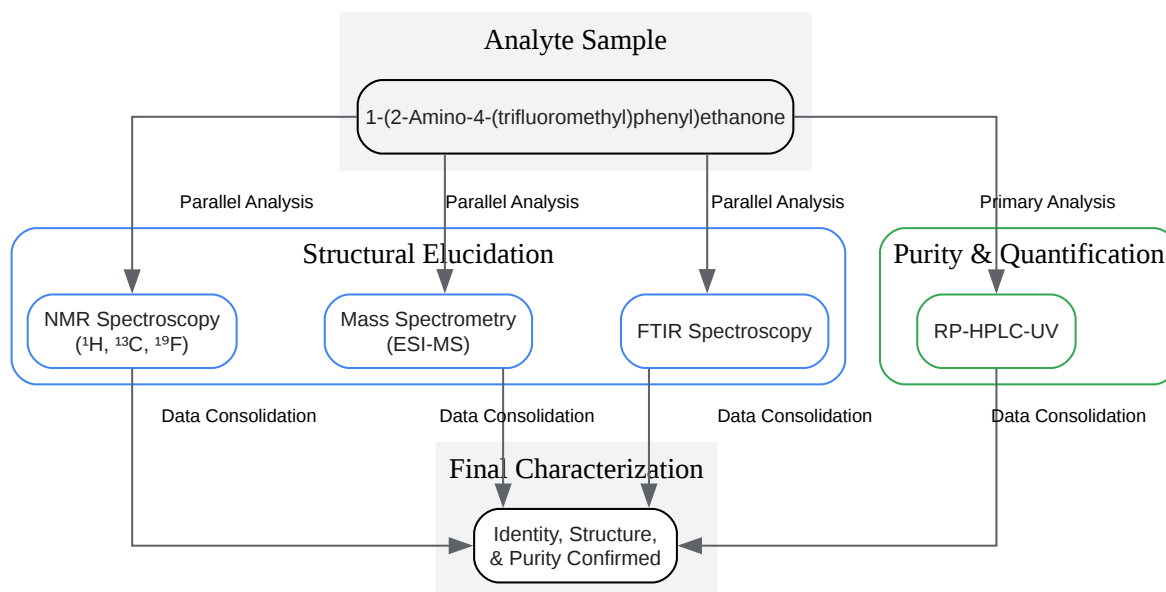 Analyte Sample
1-(2-Amino-4-(trifluoromethyl)phenyl)ethanone
Parallel Analysis
Parallel Analysis
Parallel Analysis
Primary Analysis
Structural Elucidation
Purity & Quantification
NMR Spectroscopy
(¹H, ¹³C, ¹⁹F)
Mass Spectrometry
(ESI-MS)
FTIR Spectroscopy
RP-HPLC-UV
Data Consolidation
Data Consolidation
Data Consolidation
Data Consolidation
Final Characterization
Identity, Structure,
& Purity Confirmed